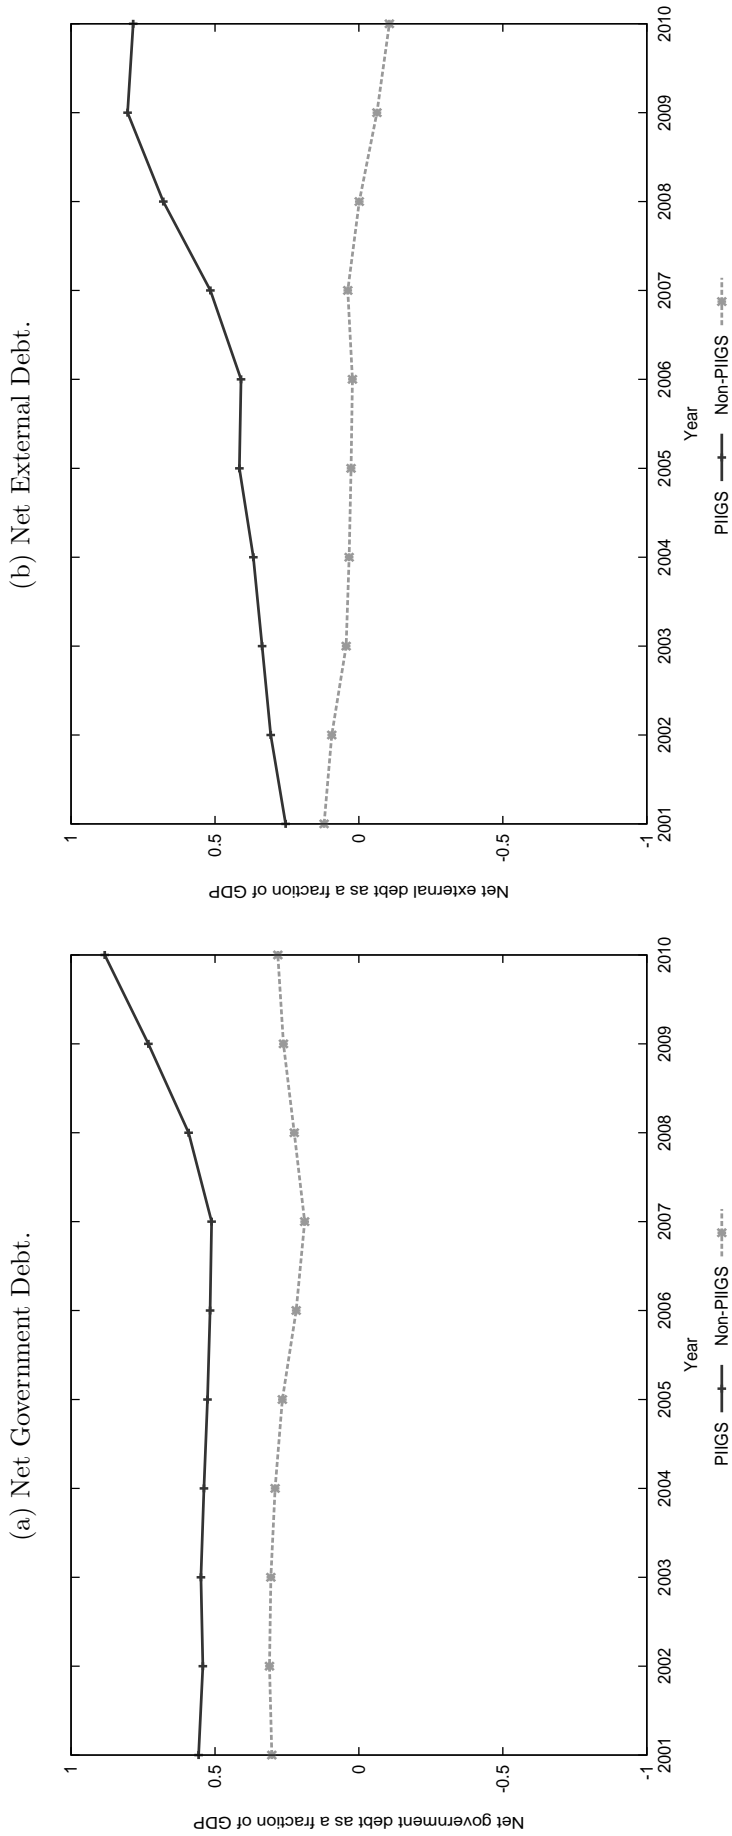 (a) Net Government Debt.
Net government debt as a fraction of GDP
1
0.5
0
-0.5
-1
2001 2002 2003 2004 2005 2006 2007 2008 2009 2010
Year
PIIGS Non-PIIGS
(b) Net External Debt.
Net external debt as a fraction of GDP
1
0.5
0
-0.5
-1
2001 2002 2003 2004 2005 2006 2007 2008 2009 2010
Year
PIIGS Non-PIIGS